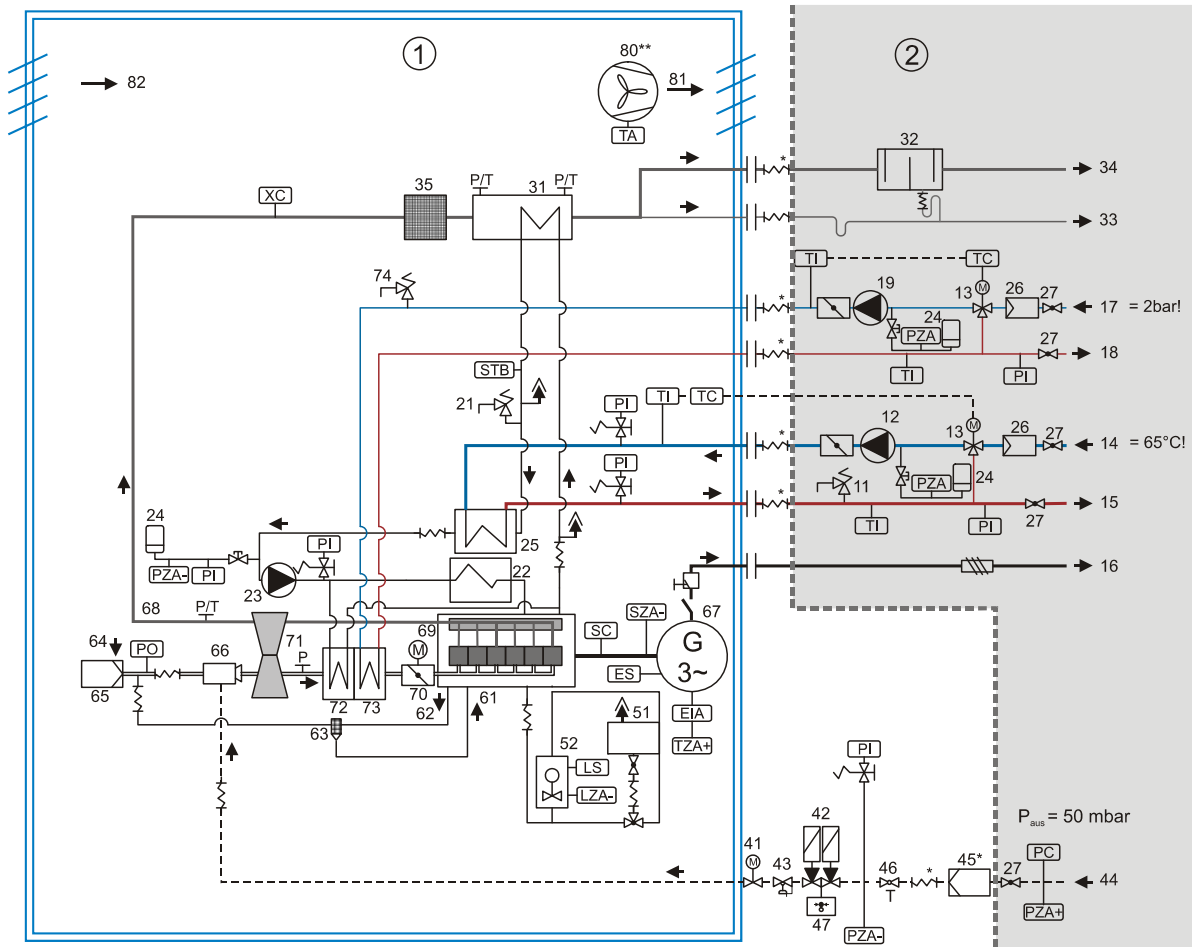 1
80**
2
82
81
TA
32
P/T
31
P/T
34
35
XC
33
TI
TC
74
19
13
M
26
27
17 = 2bar!
24
PZA
27
18
STB
TI
PI
21
PI
TI
TC
12
13
M
26
27
14 = 65°C!
PI
11
PZA
24
15
24
25
TI
PI
27
PI
22
PZA-
PI
23
16
68
P/T
67
69
SZA-
64
PO
66
71
P
M
SC
G
3~
ES
65
72
73
70
62
61
EIA
63
51
TZA+
52
LS
LZA-
PI
P aus = 50 mbar
42
41
M
43
46
*
45*
27
PC
44
47
PZA+
PZA-
*
*
*
*
*